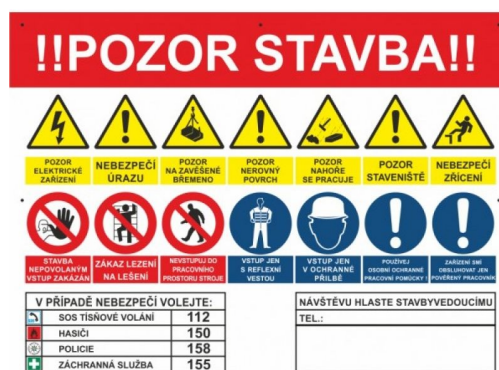 !!POZOR STAVBA!!
POZOR
ELEKTRICKÉ
ZAŘÍZENÍ
NEBEZPEČÍ
ÚRAZU
POZOR
NA ZAVĚŠENÉ
BŘEMENO
POZOR
NEROVNÝ
POVRCH
POZOR
NAHOŘE
SE PRACUJE
POZOR
STAVENIŠTĚ
NEBEZPEČÍ
ZŘÍCENÍ
STAVBA
NEPOVOLANÝM
VSTUP ZAKÁZÁN
ZÁKAZ LEZENÍ
NA LEŠENÍ
NEVSTUPUJ DO
PRACOVNÍHO
PROSTORU STROJE
VSTUP JEN
S REFLEXNÍ
VESTOU
VSTUP JEN
V OCHRANNÉ
PŘILBĚ
POUŽÍVEJ
OSOBNÍ OCHRANNÉ
PRACOVNÍ POMŮCKY !
ZAŘÍZENÍ SMÍ
OBSLUHOVAT JEN
POVĚŘENÝ PRACOVNÍK
V PŘÍPADĚ NEBEZPEČÍ VOLEJTE:
SOS TÍSŇOVÉ VOLÁNÍ 112
HASIČI 150
POLICIE 158
ZÁCHRANNÁ SLUŽBA 155
NÁVŠTĚVU HLASTE STAVBYVEDOUCÍMU
TEL.: